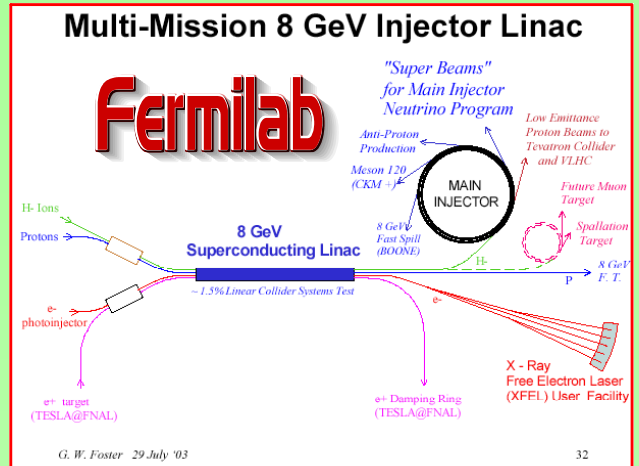 Multi-Mission 8 GeV Injector Linac
Fermilab
"Super Beams"
for Main Injector
Neutrino Program
Anti-Proton
Production
Low Emittance
Proton Beams to
Tevatron Collider
and VLHC
Meson 120
(CKM +)
MAIN
INJECTOR
Future Muon
Target
Spallation
Target
H- Ions
Protons
8 GeV
Superconducting Linac
8 GeV
Fast Spill
(BOONE)
H-
8 GeV
F. T.
P
~ 1.5% Linear Collider Systems Test
e-
e-
photoinjector
X - Ray
Free Electron Laser
(XFEL) User Facility
e+ target
(TESLA@FNAL)
e+ Damping Ring
(TESLA@FNAL)
G. W. Foster 29 July '03
32